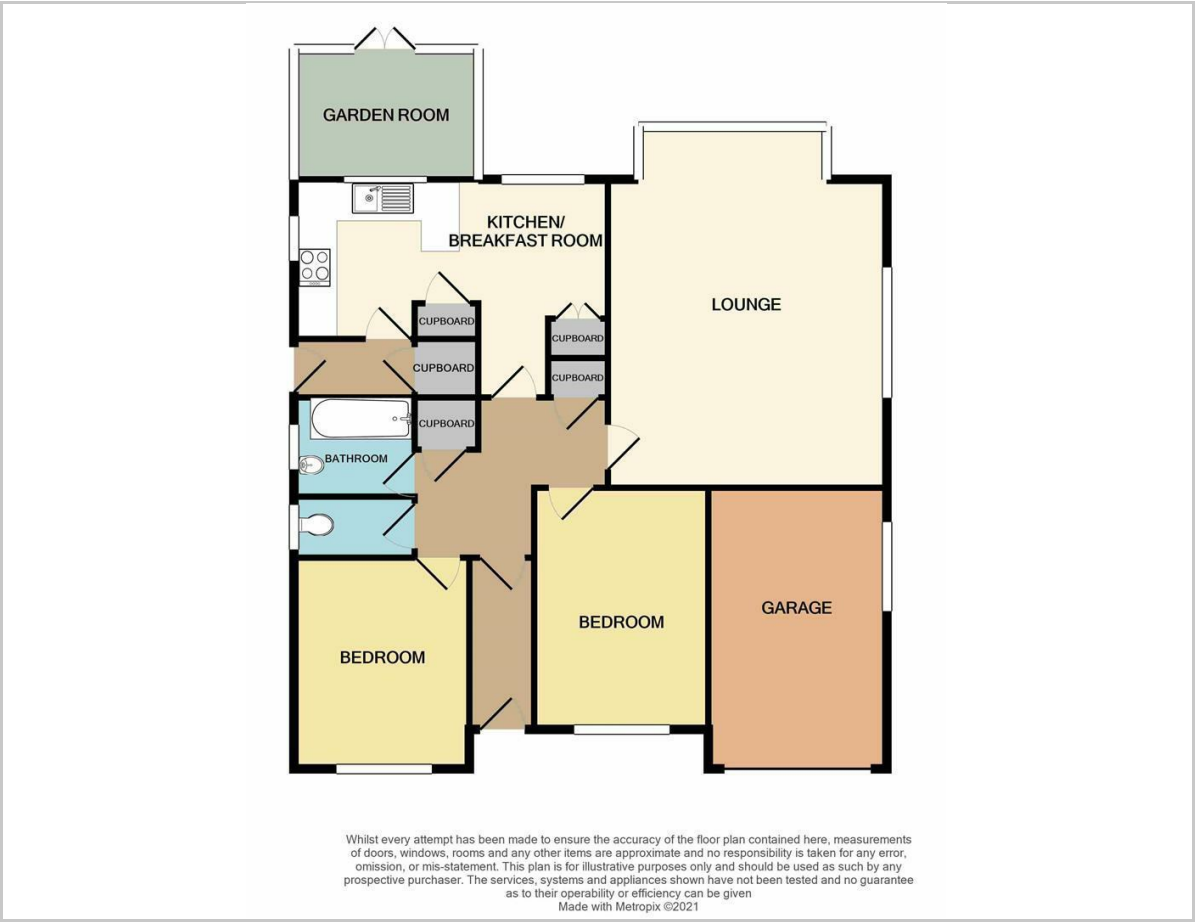 GARDEN ROOM
KITCHEN/
BREAKFAST ROOM
LOUNGE
CUPBOARD
CUPBOARD
CUPBOARD
CUPBOARD
CUPBOARD
BATHROOM
BEDROOM
BEDROOM
GARAGE
Whilst every attempt has been made to ensure the accuracy of the floor plan contained here, measurements
of doors, windows, rooms and any other items are approximate and no responsibility is taken for any error,
omission, or mis-statement. This plan is for illustrative purposes only and should be used as such by any
prospective purchaser. The services, systems and appliances shown have not been tested and no guarantee
as to their operability or efficiency can be given
Made with Metropix ©2021